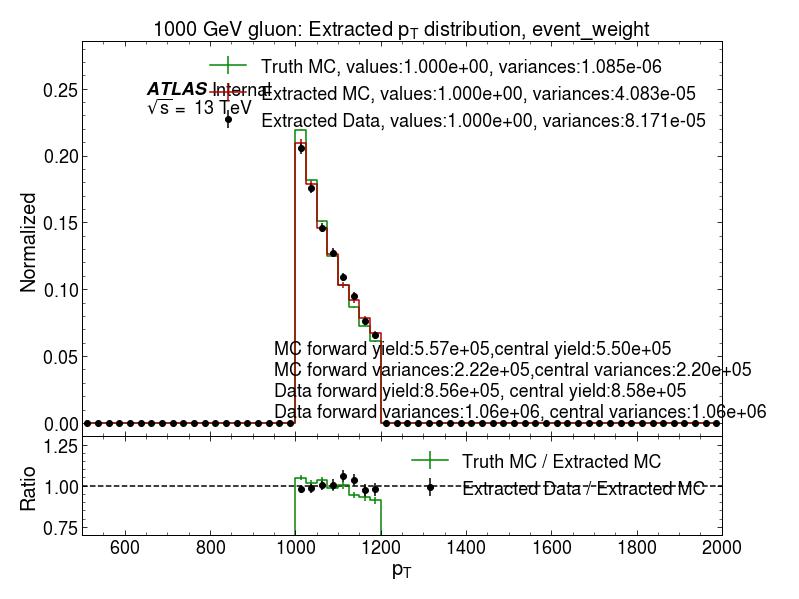 1000 GeV gluon: Extracted pT distribution, event_weight
Truth MC, values:1.000e+00, variances:1.085e-06
ATLAS Internal
Extracted MC, values:1.000e+00, variances:4.083e-05
√s = 13 TeV
Extracted Data, values:1.000e+00, variances:8.171e-05
Normalized
0.25
0.20
0.15
0.10
0.05
0.00
MC forward yield:5.57e+05,central yield:5.50e+05
MC forward variances:2.22e+05,central variances:2.20e+05
Data forward yield:8.56e+05, central yield:8.58e+05
Data forward variances:1.06e+06, central variances:1.06e+06
Ratio
1.25
1.00
0.75
Truth MC / Extracted MC
Extracted Data / Extracted MC
600 800 1000 1200 1400 1600 1800 2000
pT